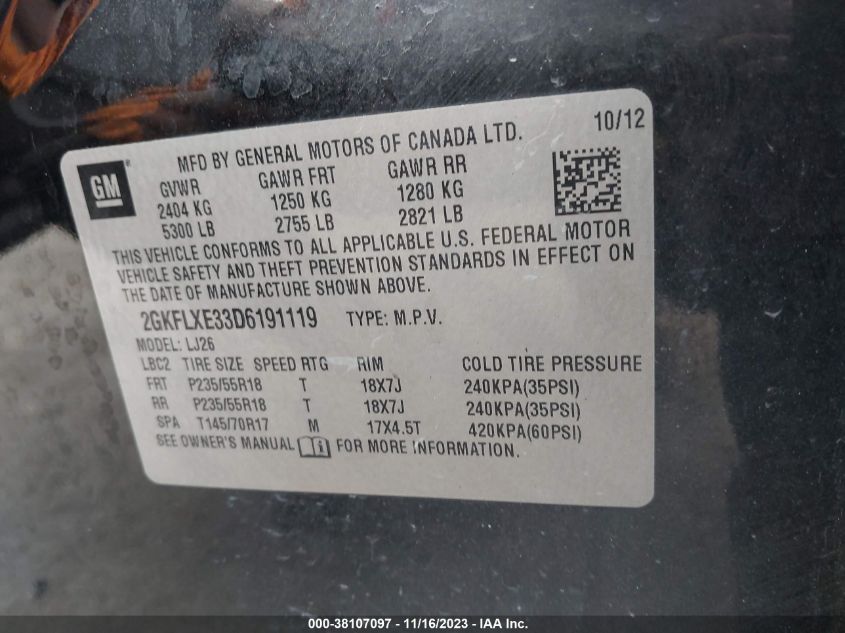 MFD BY GENERAL MOTORS OF CANADA LTD. 10/12
GM
GVWR GAWR FRT GAWR RR
2404 KG 1250 KG 1280 KG
5300 LB 2755 LB 2821 LB
THIS VEHICLE CONFORMS TO ALL APPLICABLE U.S. FEDERAL MOTOR
VEHICLE SAFETY AND THEFT PREVENTION STANDARDS IN EFFECT ON
THE DATE OF MANUFACTURE SHOWN ABOVE.
2GKFLXE33D6191119 TYPE: M.P.V.
MODEL: LJ26
LBC2 TIRE SIZE SPEED RTG RIM COLD TIRE PRESSURE
FRT P235/55R18 T 18X7J 240KPA(35PSI)
RR P235/55R18 T 18X7J 240KPA(35PSI)
SPA T145/70R17 M 17X4.5T 420KPA(60PSI)
SEE OWNER'S MANUAL FOR MORE INFORMATION.
000-38107097 - 11/16/2023 - IAA Inc.